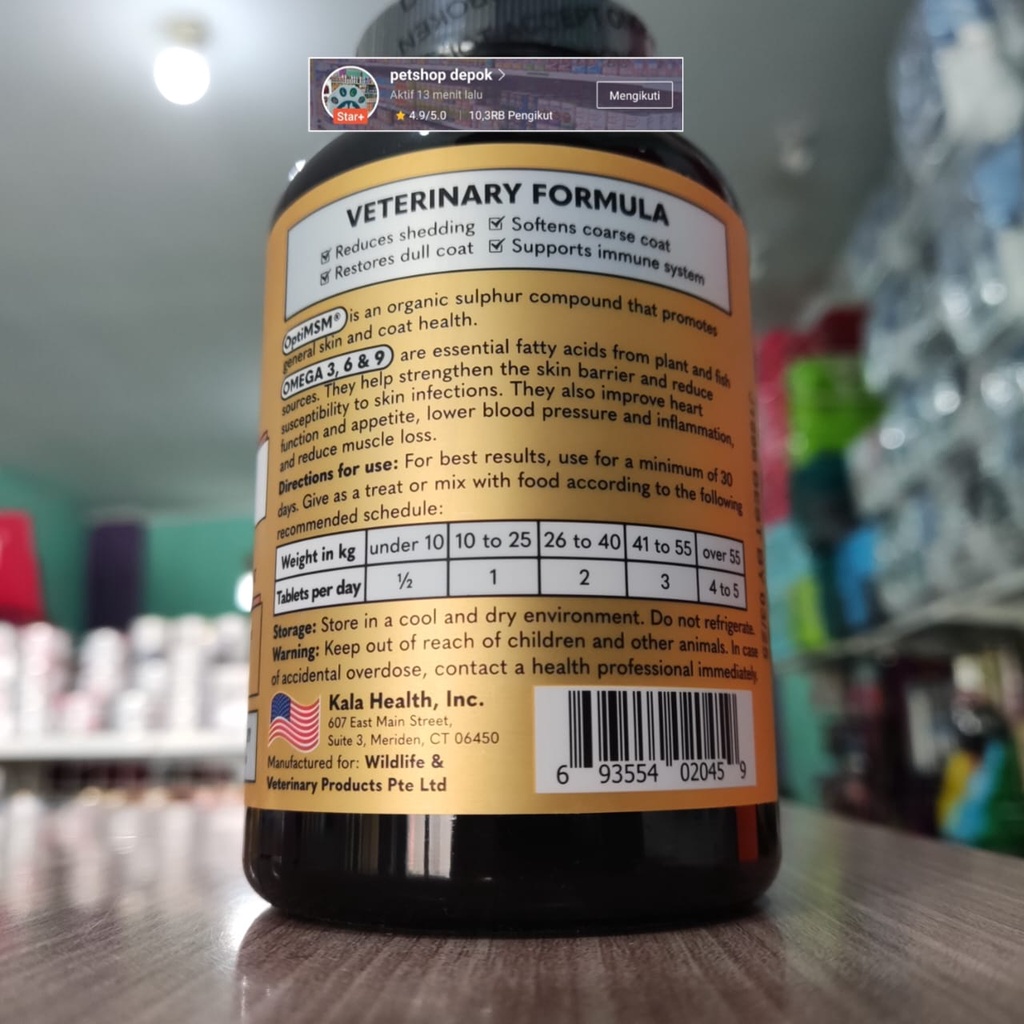 petshop depok
Aktif 13 menit lalu
Mengikuti
Star+
4.9/5.0
10,3RB Pengikut
VETERINARY FORMULA
Reduces shedding
Softens coarse coat
Restores dull coat
Supports immune system
OptiMSM® is an organic sulphur compound that promotes
general skin and coat health.
OMEGA 3, 6 & 9 are essential fatty acids from plant and fish
sources. They help strengthen the skin barrier and reduce
susceptibility to skin infections. They also improve heart
function and appetite, lower blood pressure and inflammation,
and reduce muscle loss.
Directions for use: For best results, use for a minimum of 30
days. Give as a treat or mix with food according to the following
recommended schedule:
Weight in kg under 10 10 to 25 26 to 40 41 to 55 over 55
Tablets per day ½ 1 2 3 4 to 5
Storage: Store in a cool and dry environment. Do not refrigerate.
Warning: Keep out of reach of children and other animals. In case
of accidental overdose, contact a health professional immediately.
Kala Health, Inc.
607 East Main Street,
Suite 3, Meriden, CT 06450
Manufactured for: Wildlife &
Veterinary Products Pte Ltd
6 93554 02045 9